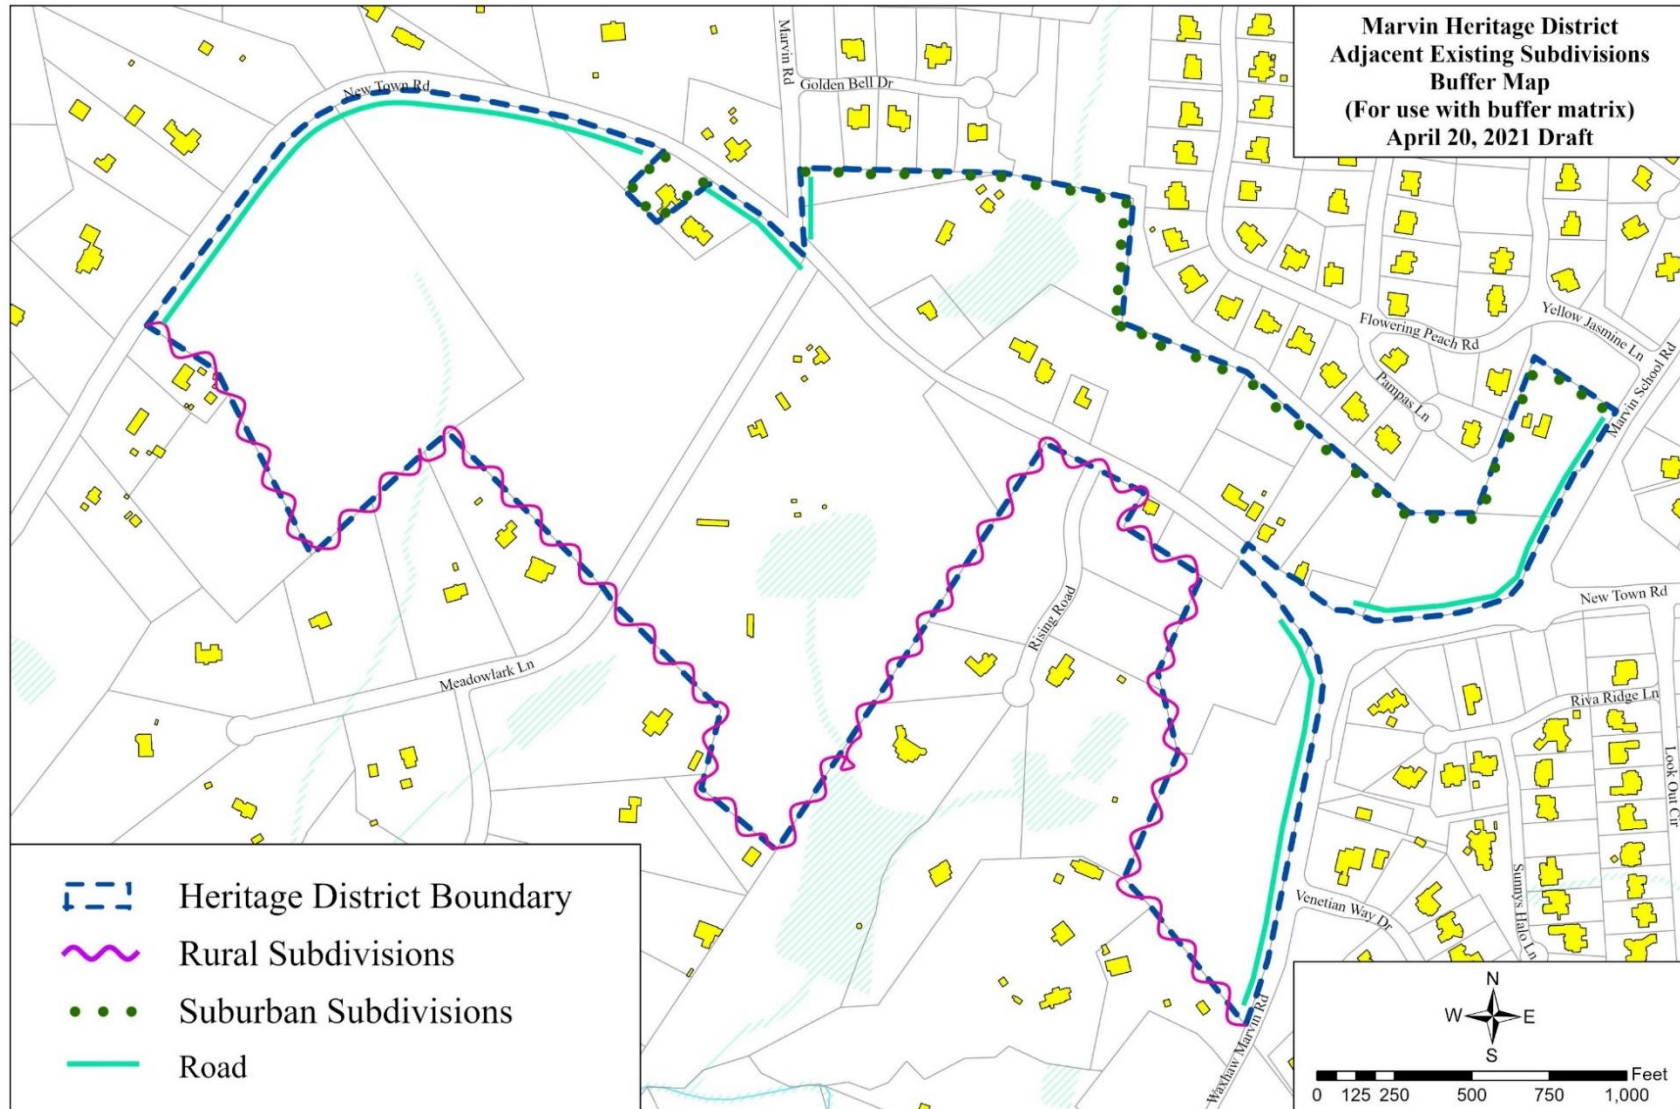 Marvin Heritage District
Adjacent Existing Subdivisions
Buffer Map
(For use with buffer matrix)
April 20, 2021 Draft
New Town Rd
Marvin Rd
Golden Bell Dr
Flowering Peach Rd
Yellow Jasmine Ln
Pampas Ln
Marvin School Rd
New Town Rd
Rising Road
Meadowlark Ln
Riva Ridge Ln
Look Out Cir
Sunnys Halo Ln
Venetian Way Dr
Waxhaw Marvin Rd
Heritage District Boundary
Rural Subdivisions
Suburban Subdivisions
Road
N
W E
S
Feet
0 125 250 500 750 1,000